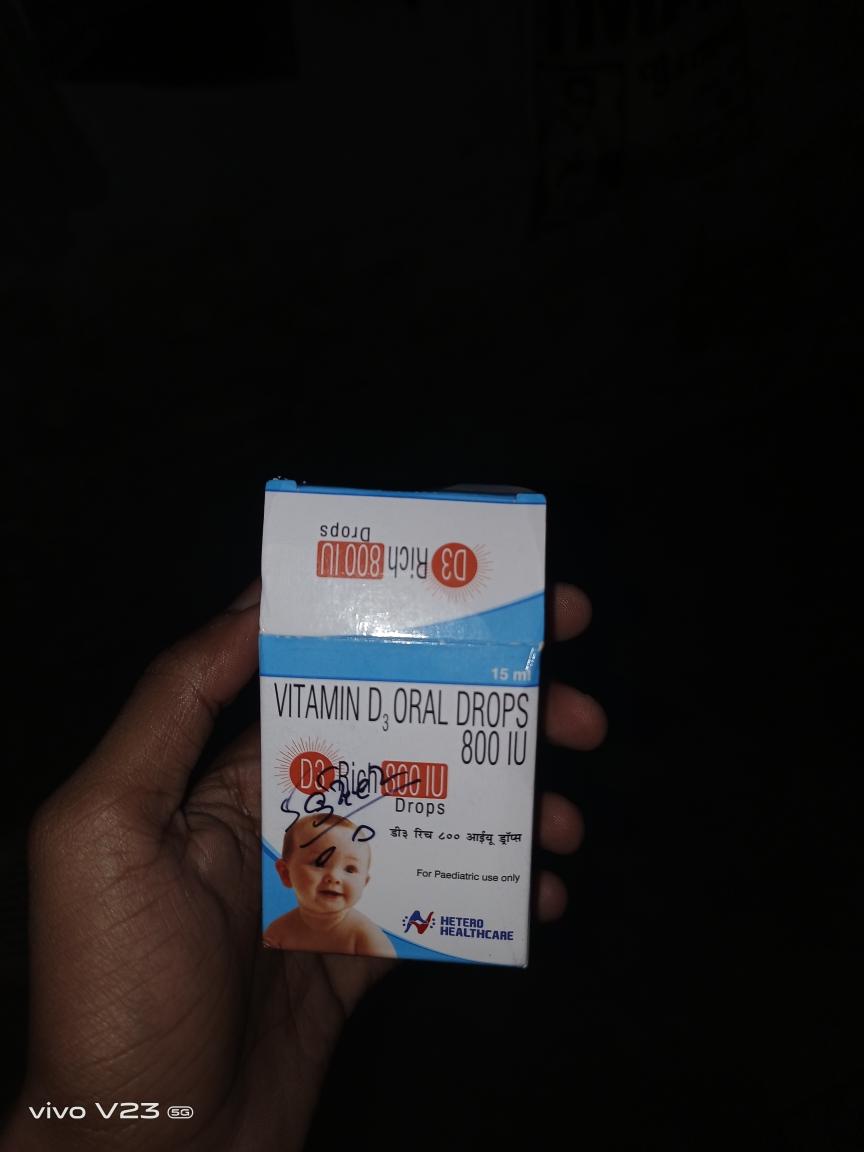 D3 Rich 800 IU
Drops
15 ml
VITAMIN D3 ORAL DROPS
800 IU
D3 Rich 800 IU
Drops
डी३ रिच ८०० आईयू ड्रॉप्स
For Paediatric use only
HETERO
HEALTHCARE
vivo V23 5G